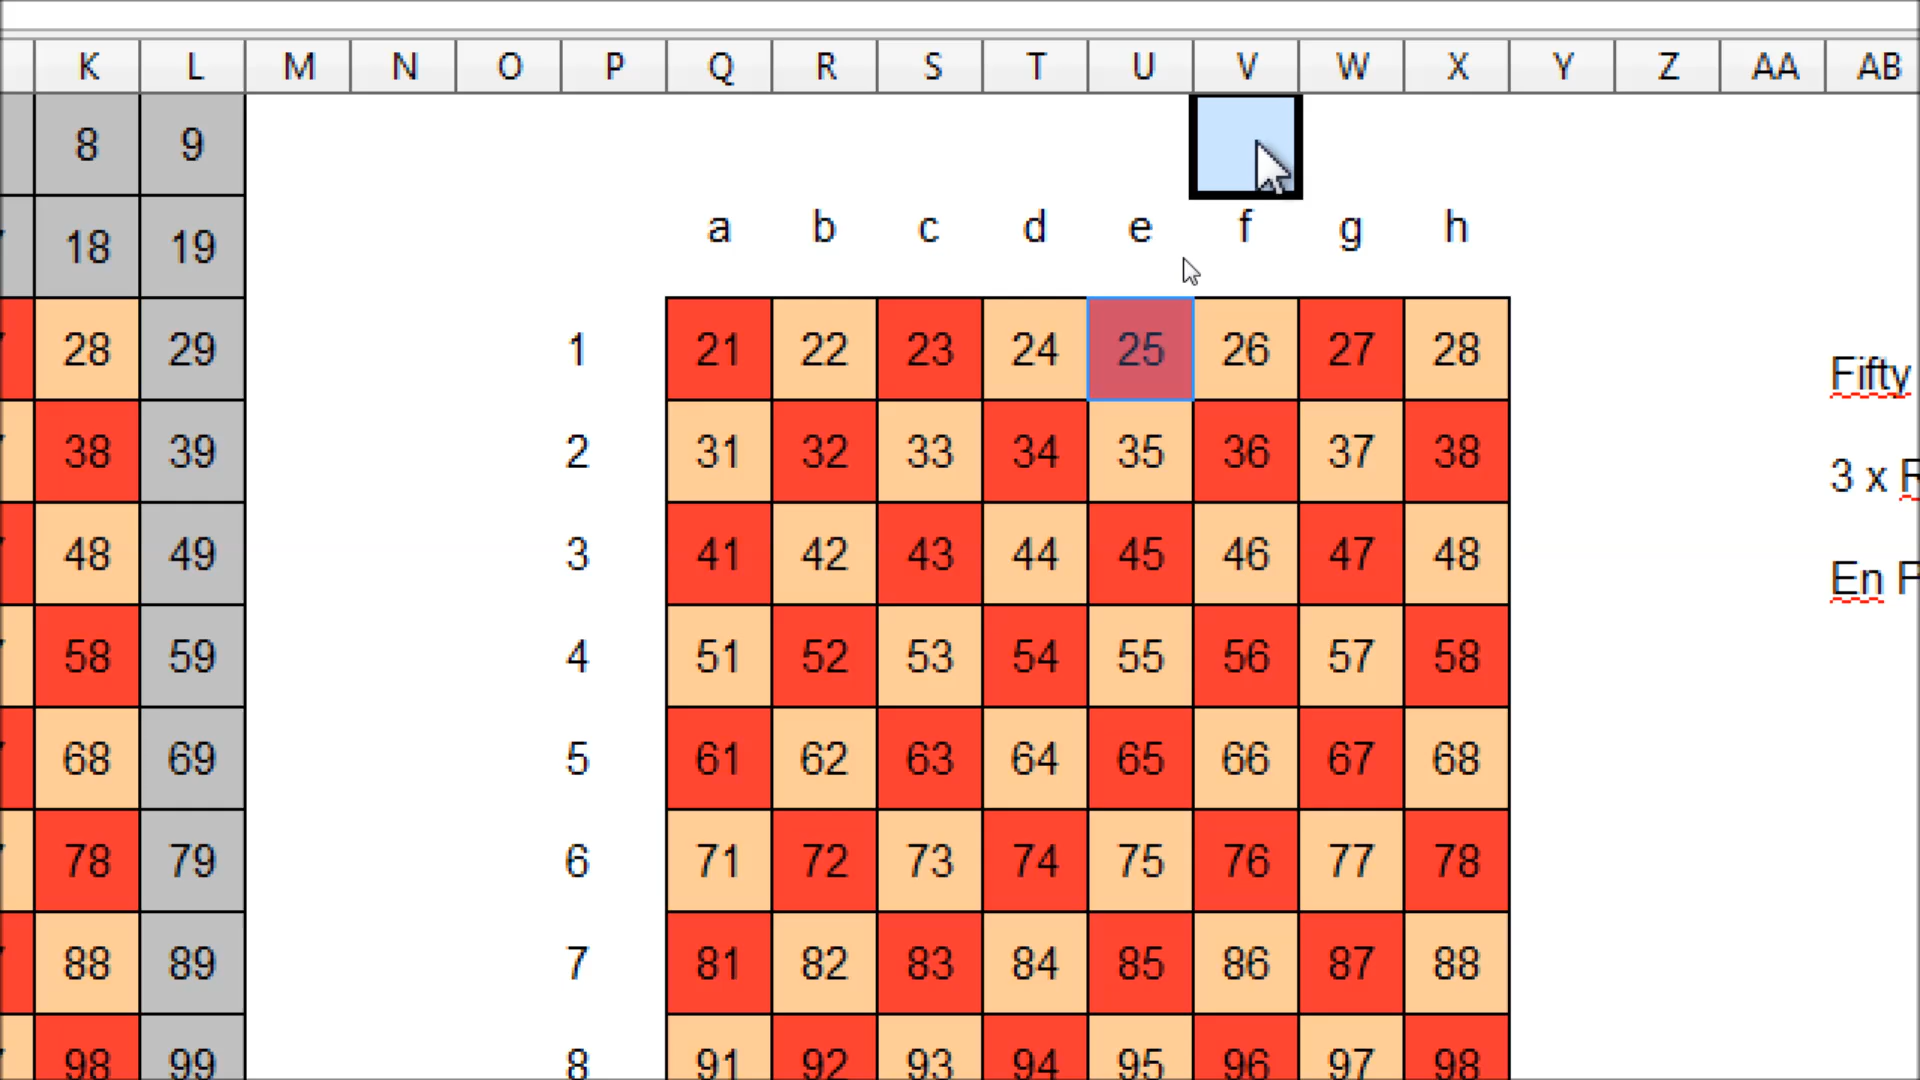 K L M N O P Q R S T U V W X Y Z AA AB
8 9
18 19 a b c d e f g h
28 29 1 21 22 23 24 25 26 27 28 Fifty
38 39 2 31 32 33 34 35 36 37 38 3 x
48 49 3 41 42 43 44 45 46 47 48 En
58 59 4 51 52 53 54 55 56 57 58
68 69 5 61 62 63 64 65 66 67 68
78 79 6 71 72 73 74 75 76 77 78
88 89 7 81 82 83 84 85 86 87 88
98 99 8 91 92 93 94 95 96 97 98